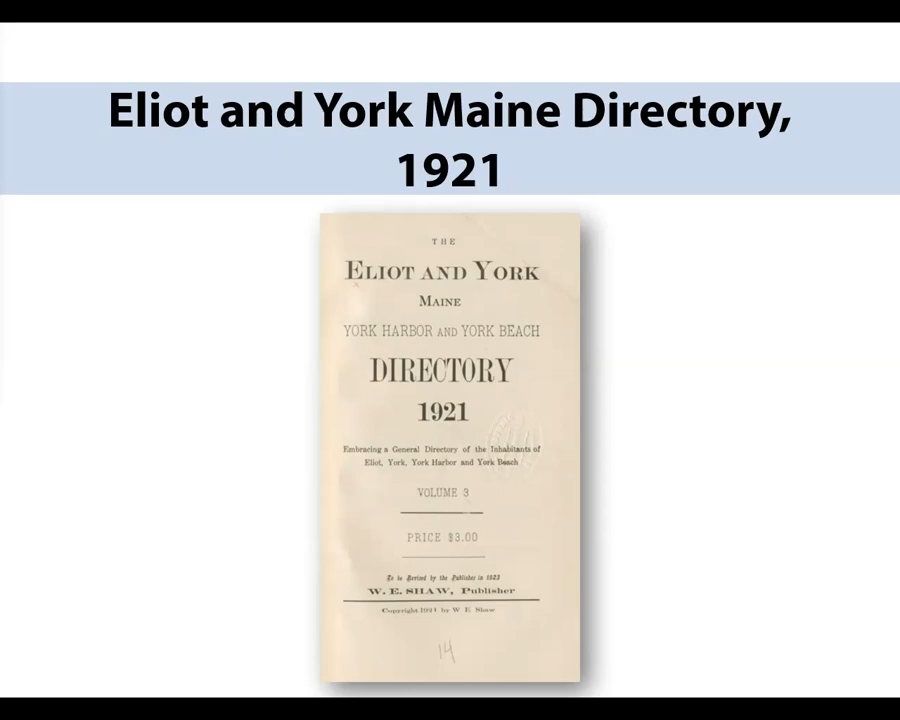 Eliot and York Maine Directory,
1921
THE
ELIOT AND YORK
MAINE
YORK HARBOR AND YORK BEACH
DIRECTORY
1921
Embracing a General Directory of the Inhabitants of
Eliot, York, York Harbor and York Beach
VOLUME 3
PRICE $3.00
To be Revised by the Publisher in 1923
W. E. SHAW, Publisher
Copyright 1921 by W E Shaw
14